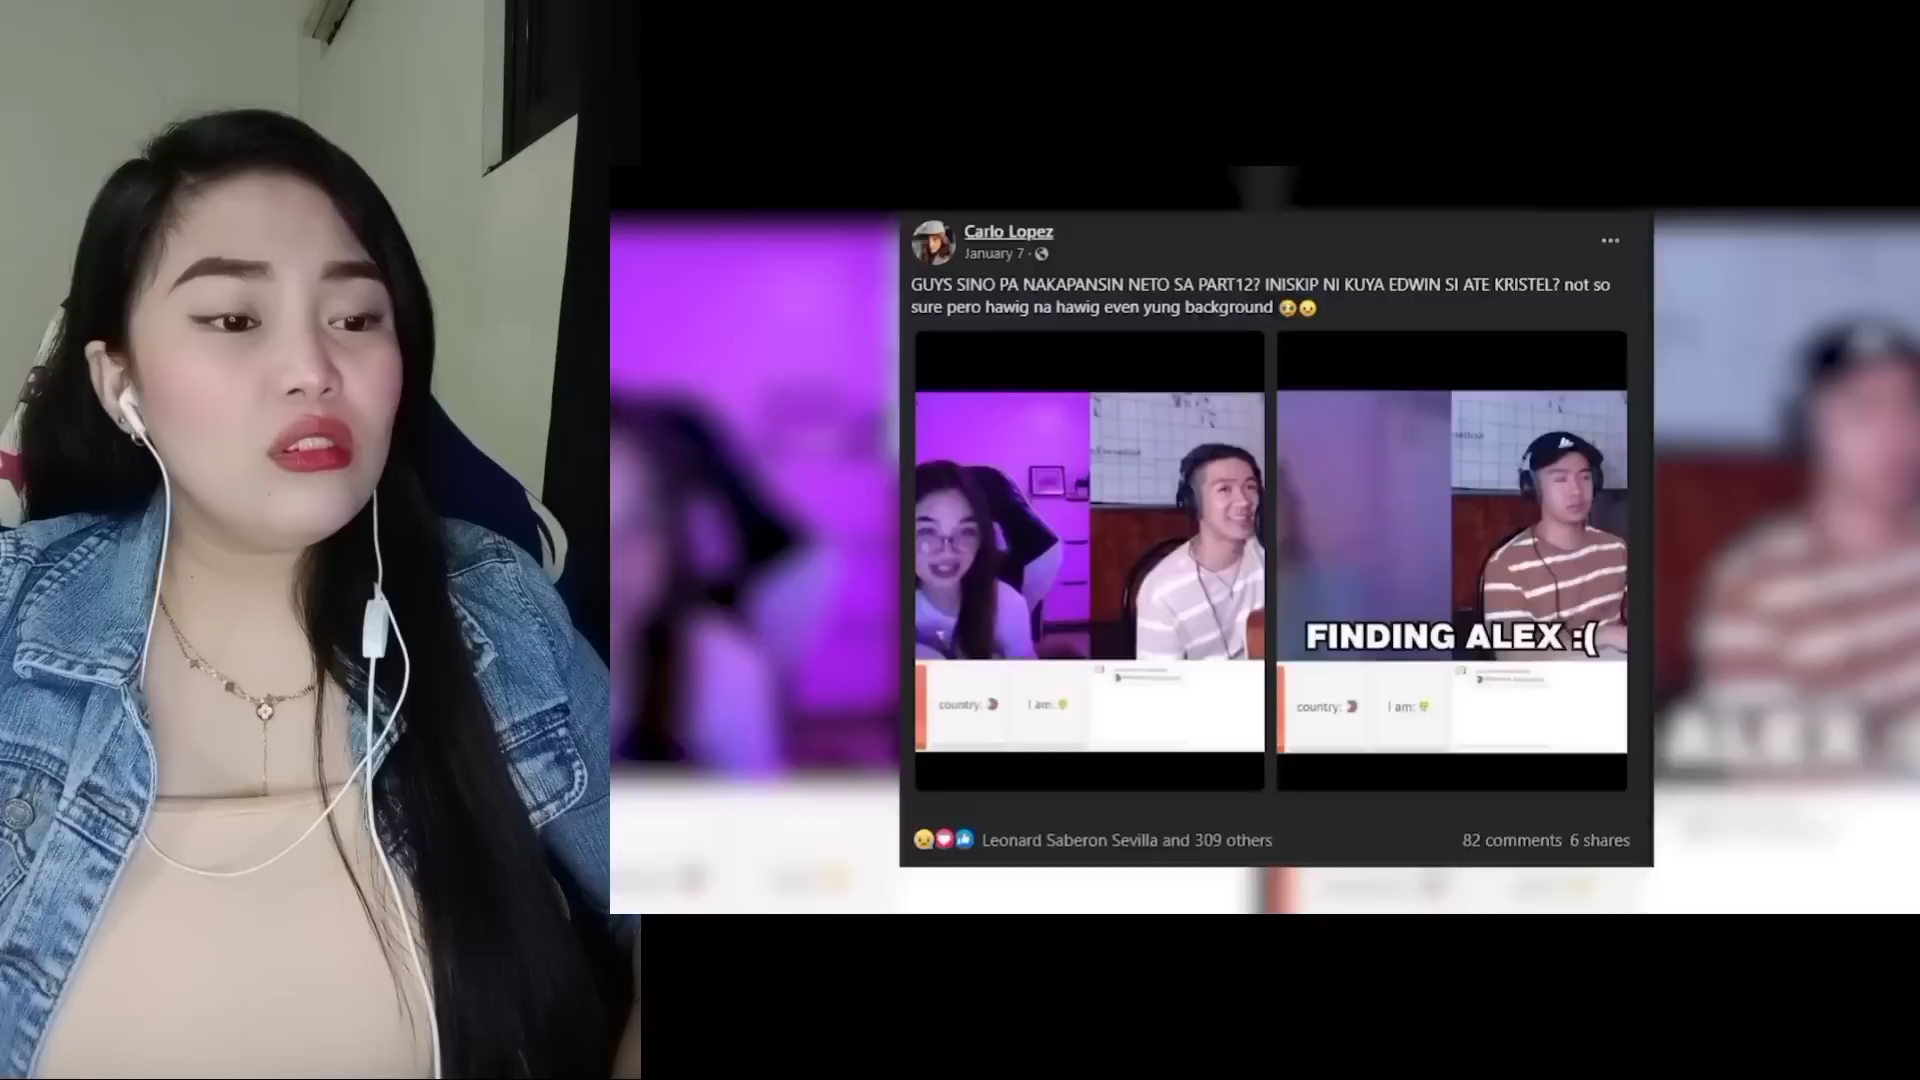 Carlo Lopez
January 7 ·
GUYS SINO PA NAKAPANSIN NETO SA PART12? INISKIP NI KUYA EDWIN SI ATE KRISTEL? not so
sure pero hawig na hawig even yung background
FINDING ALEX :(
country:
I am:
country:
I am:
Leonard Saberon Sevilla and 309 others
82 comments 6 shares